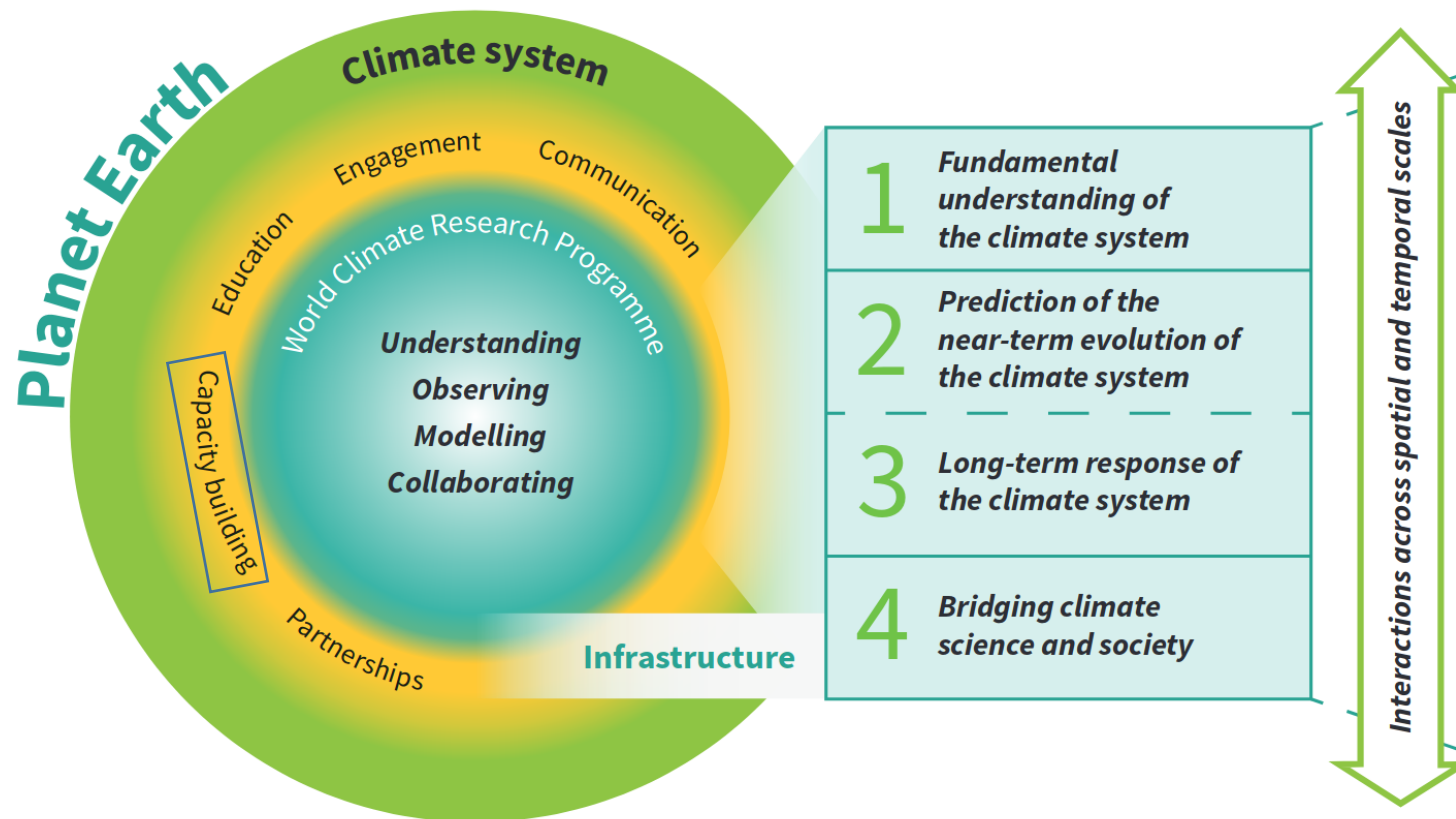 Planet Earth
Climate system
Engagement
Communication
Education
Capacity building
Partnerships
World Climate Research Programme
Understanding
Observing
Modelling
Collaborating
Infrastructure
1
Fundamental
understanding of
the climate system
2
Prediction of the
near-term evolution of
the climate system
3
Long-term response of
the climate system
4
Bridging climate
science and society
Interactions across spatial and temporal scales